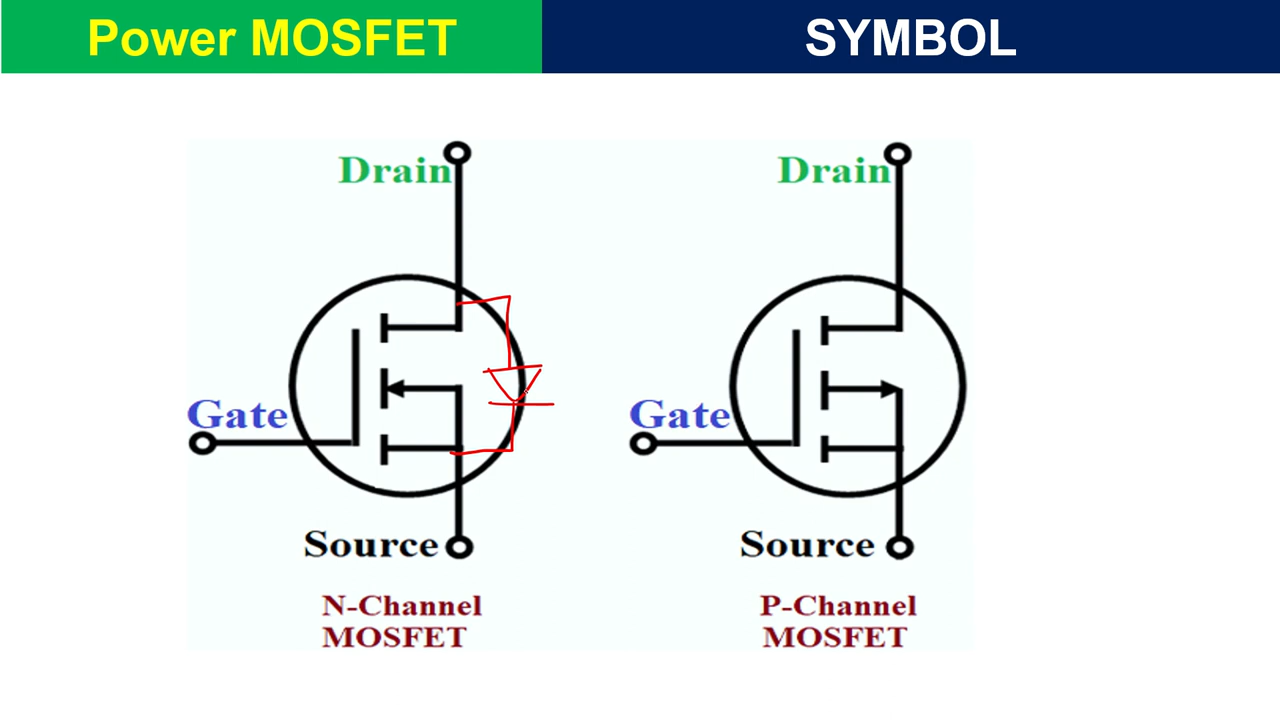 Power MOSFET
SYMBOL
Drain
Drain
Gate
Gate
Source
Source
N-Channel
MOSFET
P-Channel
MOSFET